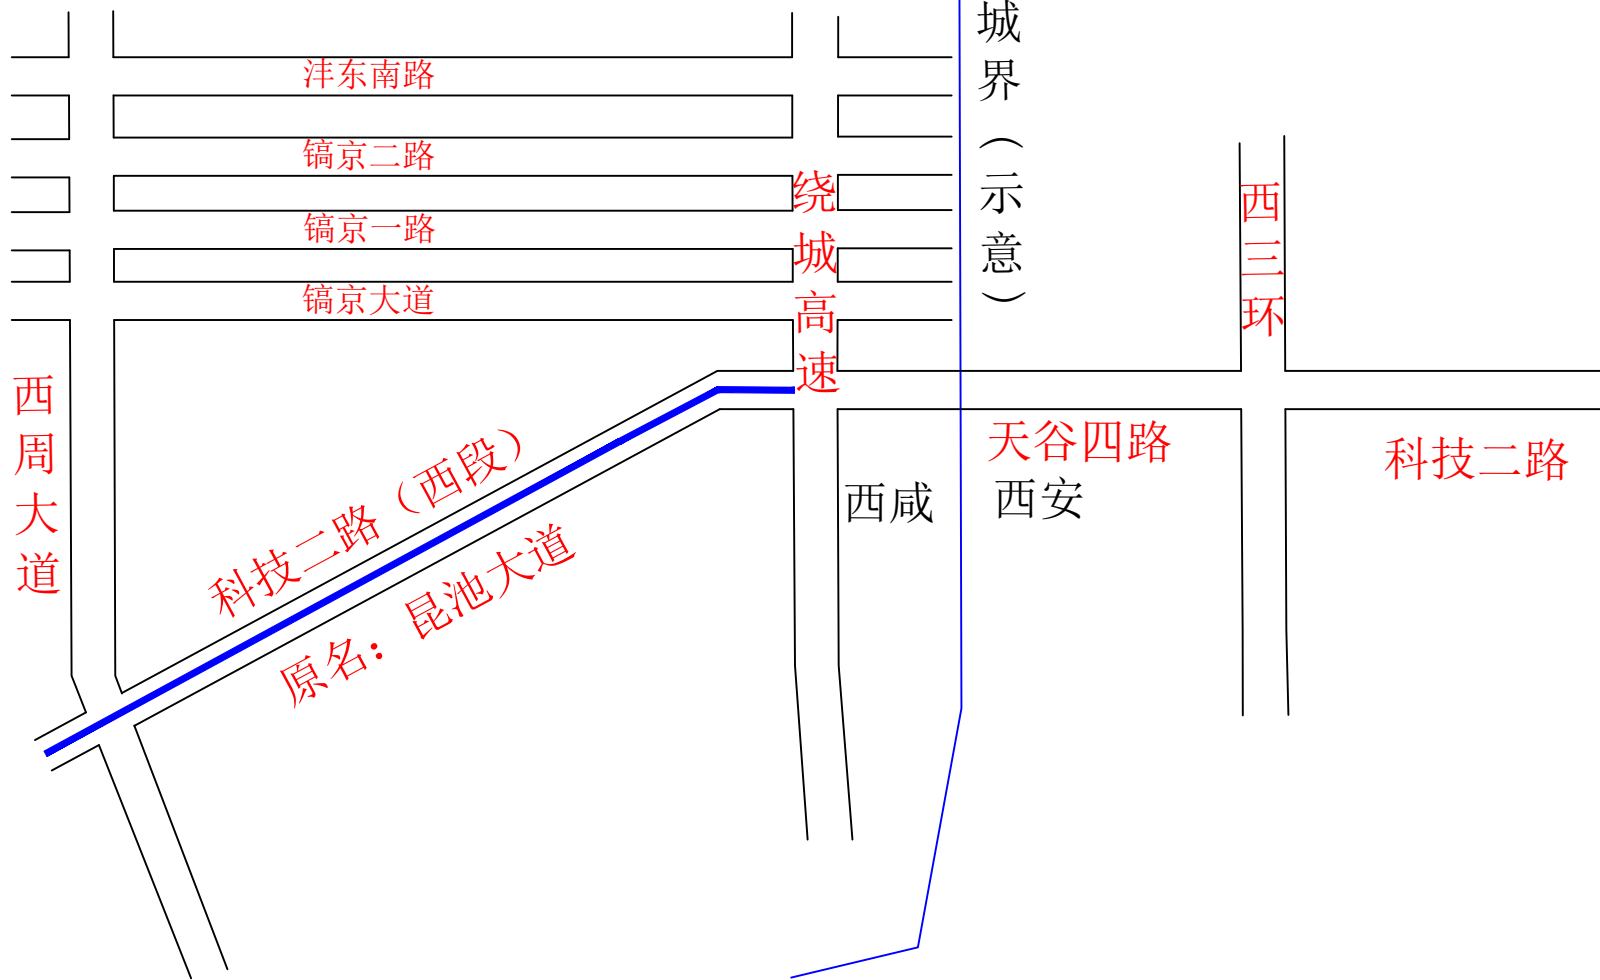 城界（示意）
沣东南路
镐京二路
镐京一路
镐京大道
绕城高速
西三环
西周大道
科技二路（西段）
原名：昆池大道
天谷四路
科技二路
西咸
西安